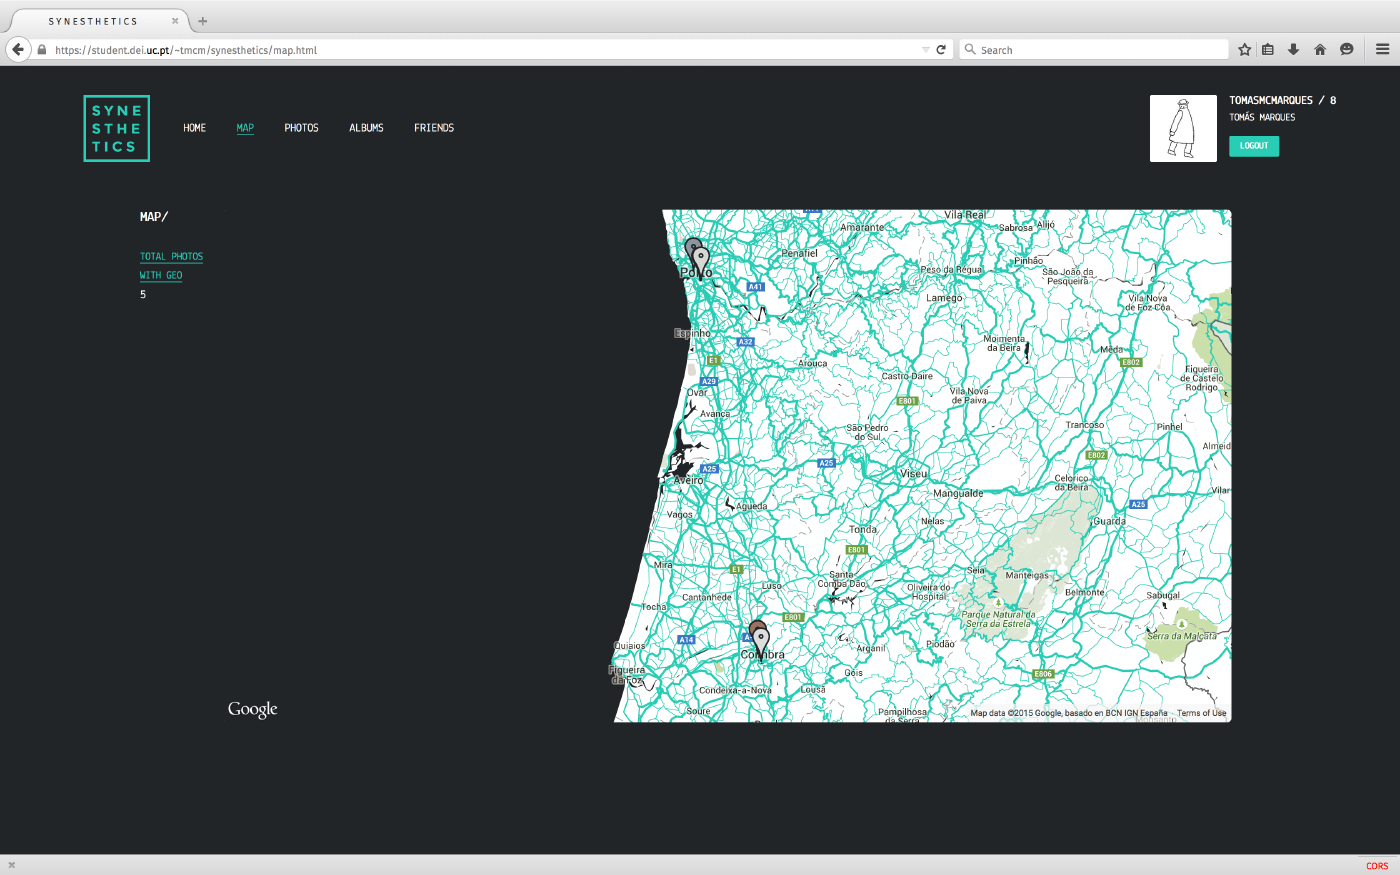 SYNESTHETICS
https://student.dei.uc.pt/~tmcm/synesthetics/map.html
Search
SYNE
STHE
TICS
HOME
MAP
PHOTOS
ALBUMS
FRIENDS
TOMASMCMARQUES / 8
TOMÁS MARQUES
LOGOUT
MAP/
TOTAL PHOTOS
WITH GEO
5
Vila Real
Amarante
Sabrosa
Alijó
Penafiel
Pinhão
Peso da Régua
São João da
Pesqueira
Porto
A41
Lamego
Vila Nova
de Foz-Côa
Espinho
A32
Moimenta
da Beira
Mêda
E1
Arouca
E802
Figueira
de Castelo
Rodrigo
A29
Castro Daire
Ovar
Vila Nova
de Paiva
E801
Avanca
São Pedro
do Sul
Trancoso
Pinhel
Almeid
E802
A25
A25
Viseu
Aveiro
Celorico
da Beira
Mangualde
Vilar
A25
Águeda
Vagos
Nelas
Guarda
Tonda
E801
Mira
E1
Seia
Manteigas
Santa
Comba Dão
Luso
Oliveira do
Hospital
Belmonte
Sabugal
Cantanhede
Tocha
E801
Parque Natural da
Serra da Estrela
Serra da Malcata
A14
Quiaios
Coimbra
Arganil
Piodão
Figueira
da Foz
Góis
E806
Condeixa-a-Nova
Lousã
Soure
Pampilhosa
da Serra
Monsanto
Map data ©2015 Google, basado en BCN IGN España
Terms of Use
Google
CORS